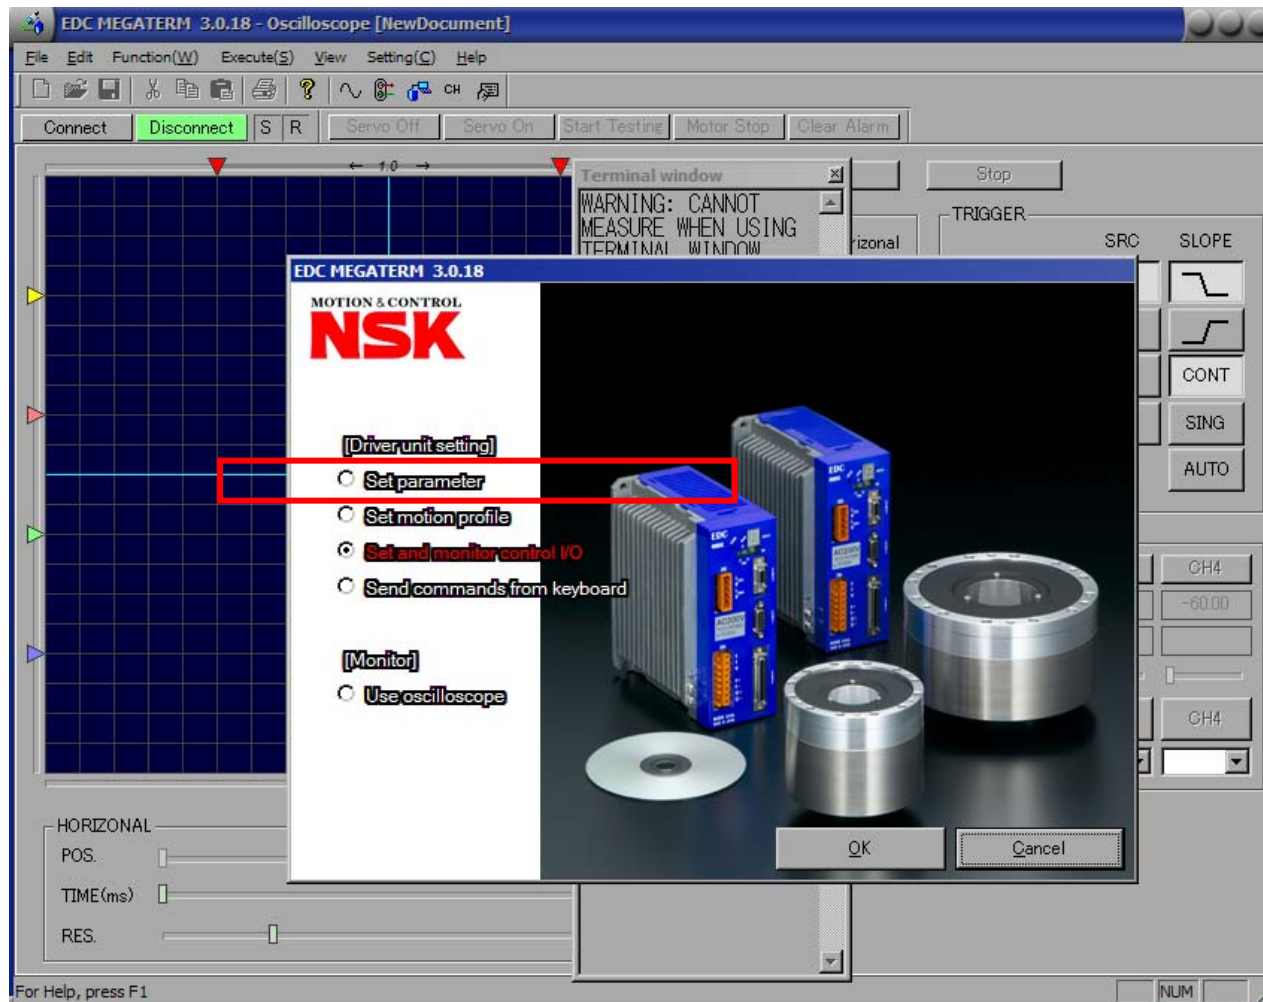 EDC MEGATERM 3.0.18 - Oscilloscope [NewDocument]
File Edit Function(W) Execute(S) View Setting(C) Help
CH
Connect Disconnect S R Servo Off Servo On Start Testing Motor Stop Clear Alarm
← 1.0 →
Terminal window
WARNING: CANNOT
MEASURE WHEN USING
TERMINAL WINDOW
Stop
rizonal
TRIGGER
SRC SLOPE
CONT
SING
AUTO
CH4
-60.00
CH4
EDC MEGATERM 3.0.18
MOTION & CONTROL
NSK
[Driver unit setting]
Set parameter
Set motion profile
Set and monitor control I/O
Send commands from keyboard
[Monitor]
Use oscilloscope
EDC
EDC
AC200V
AC200V
OK Cancel
HORIZONAL
POS.
TIME(ms)
RES.
For Help, press F1
NUM